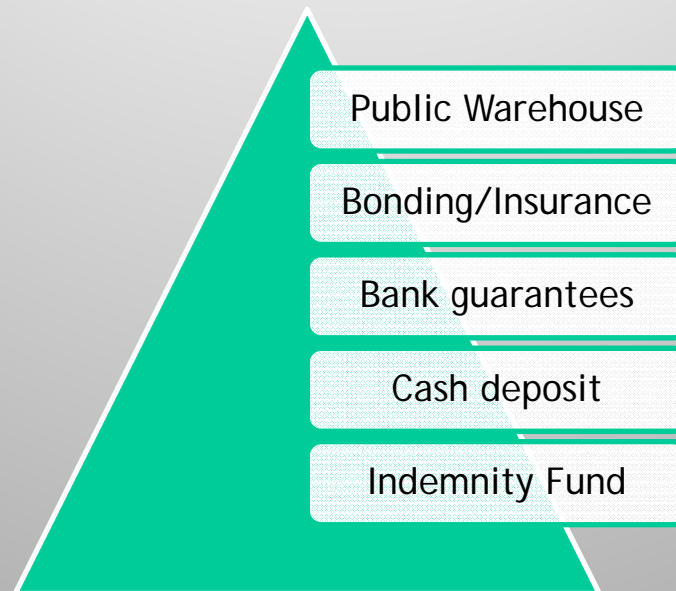 Public Warehouse
Bonding/Insurance
Bank guarantees
Cash deposit
Indemnity Fund